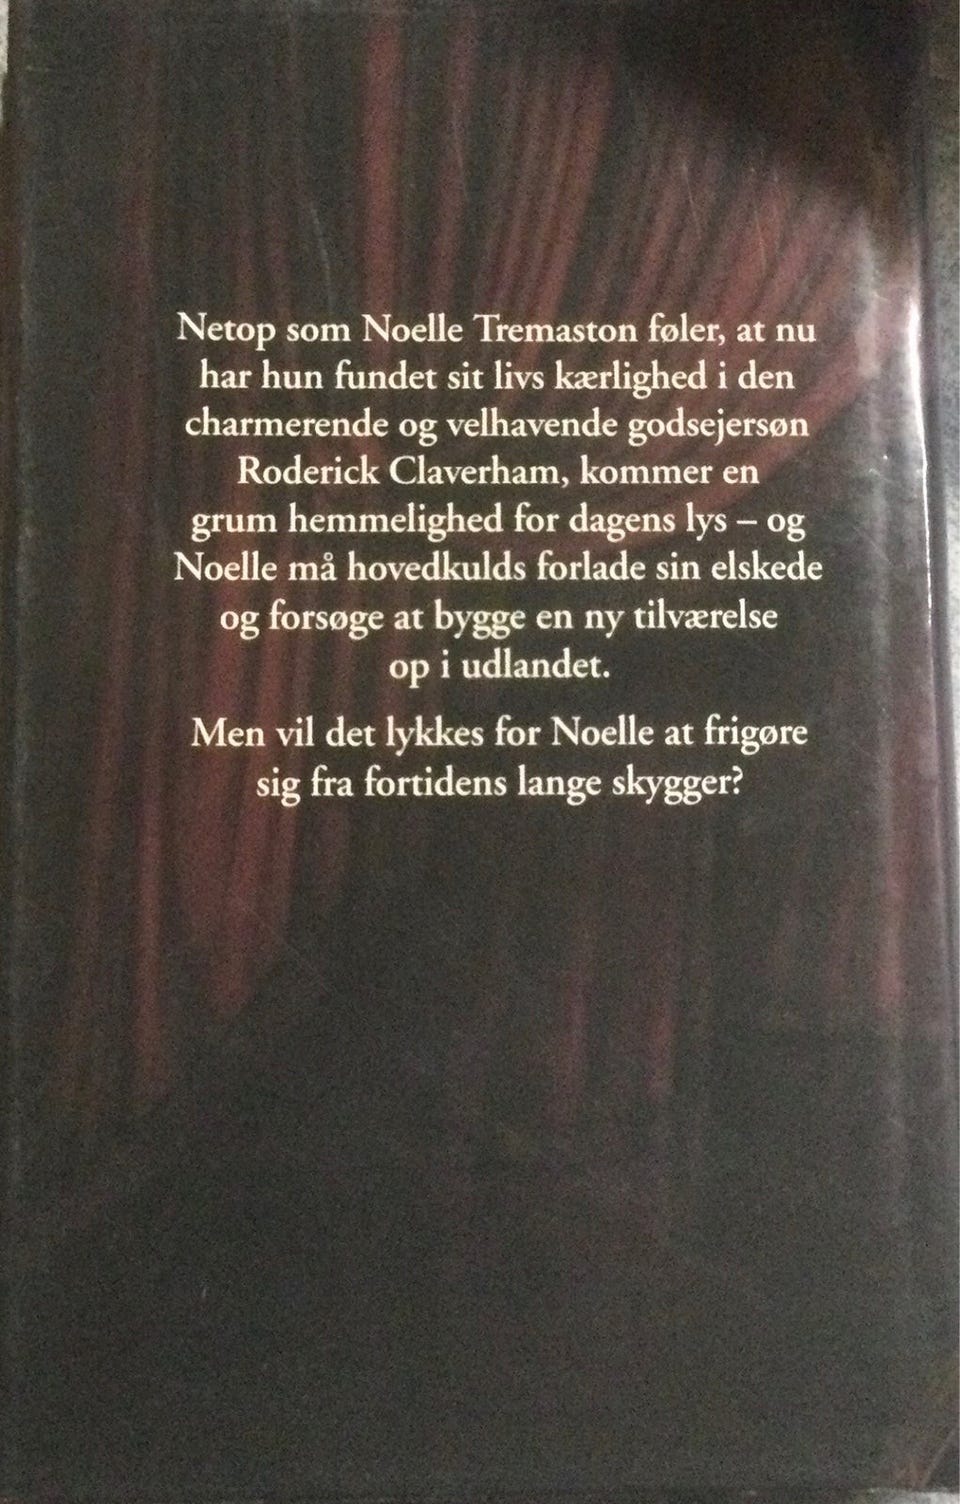 Netop som Noelle Tremaston føler, at nu
har hun fundet sit livs kærlighed i den
charmerende og velhavende godsejersøn
Roderick Claverham, kommer en
grum hemmelighed for dagens lys – og
Noelle må hovedkulds forlade sin elskede
og forsøge at bygge en ny tilværelse
op i udlandet.
Men vil det lykkes for Noelle at frigøre
sig fra fortidens lange skygger?